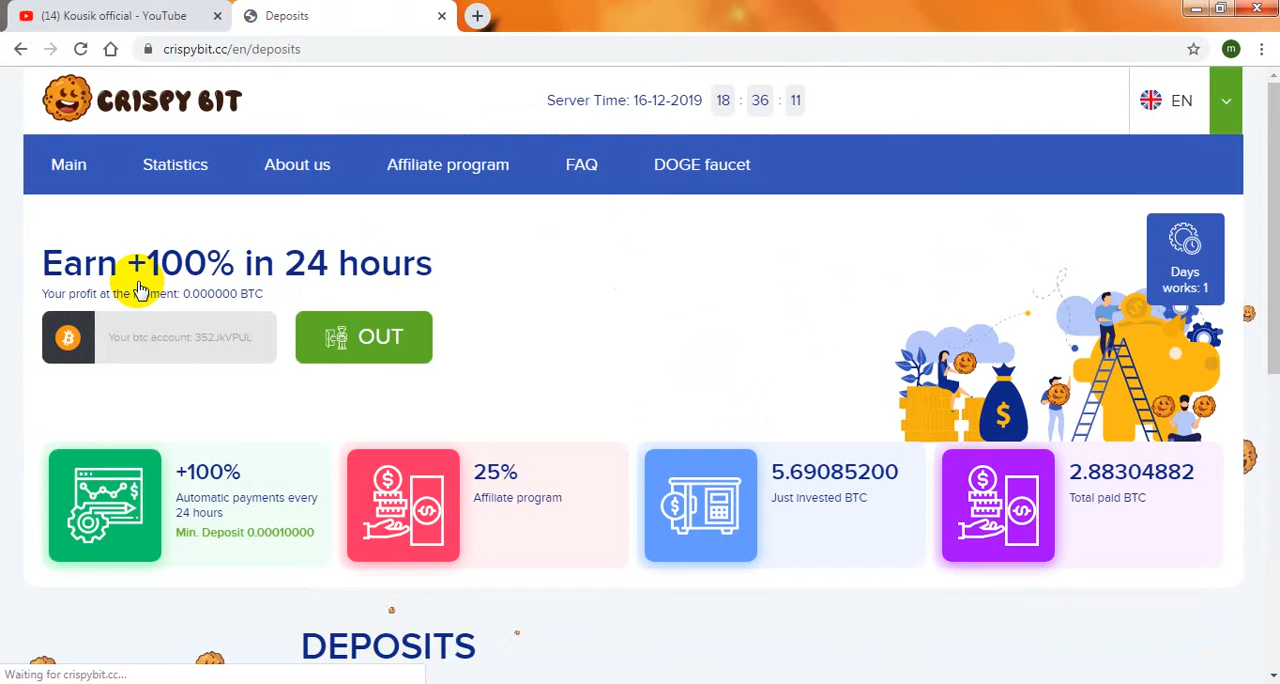 (14) Kousik official - YouTube
Deposits
crispybit.cc/en/deposits
m
CRISPY BIT
Server Time: 16-12-2019 18 : 36 : 11
EN
Main
Statistics
About us
Affiliate program
FAQ
DOGE faucet
Earn +100% in 24 hours
Your profit at the moment: 0.000000 BTC
Your btc account: 352JkVPUL
OUT
Days
works: 1
+100%
Automatic payments every
24 hours
Min. Deposit 0.00010000
25%
Affiliate program
5.69085200
Just invested BTC
2.88304882
Total paid BTC
DEPOSITS
Waiting for crispybit.cc...